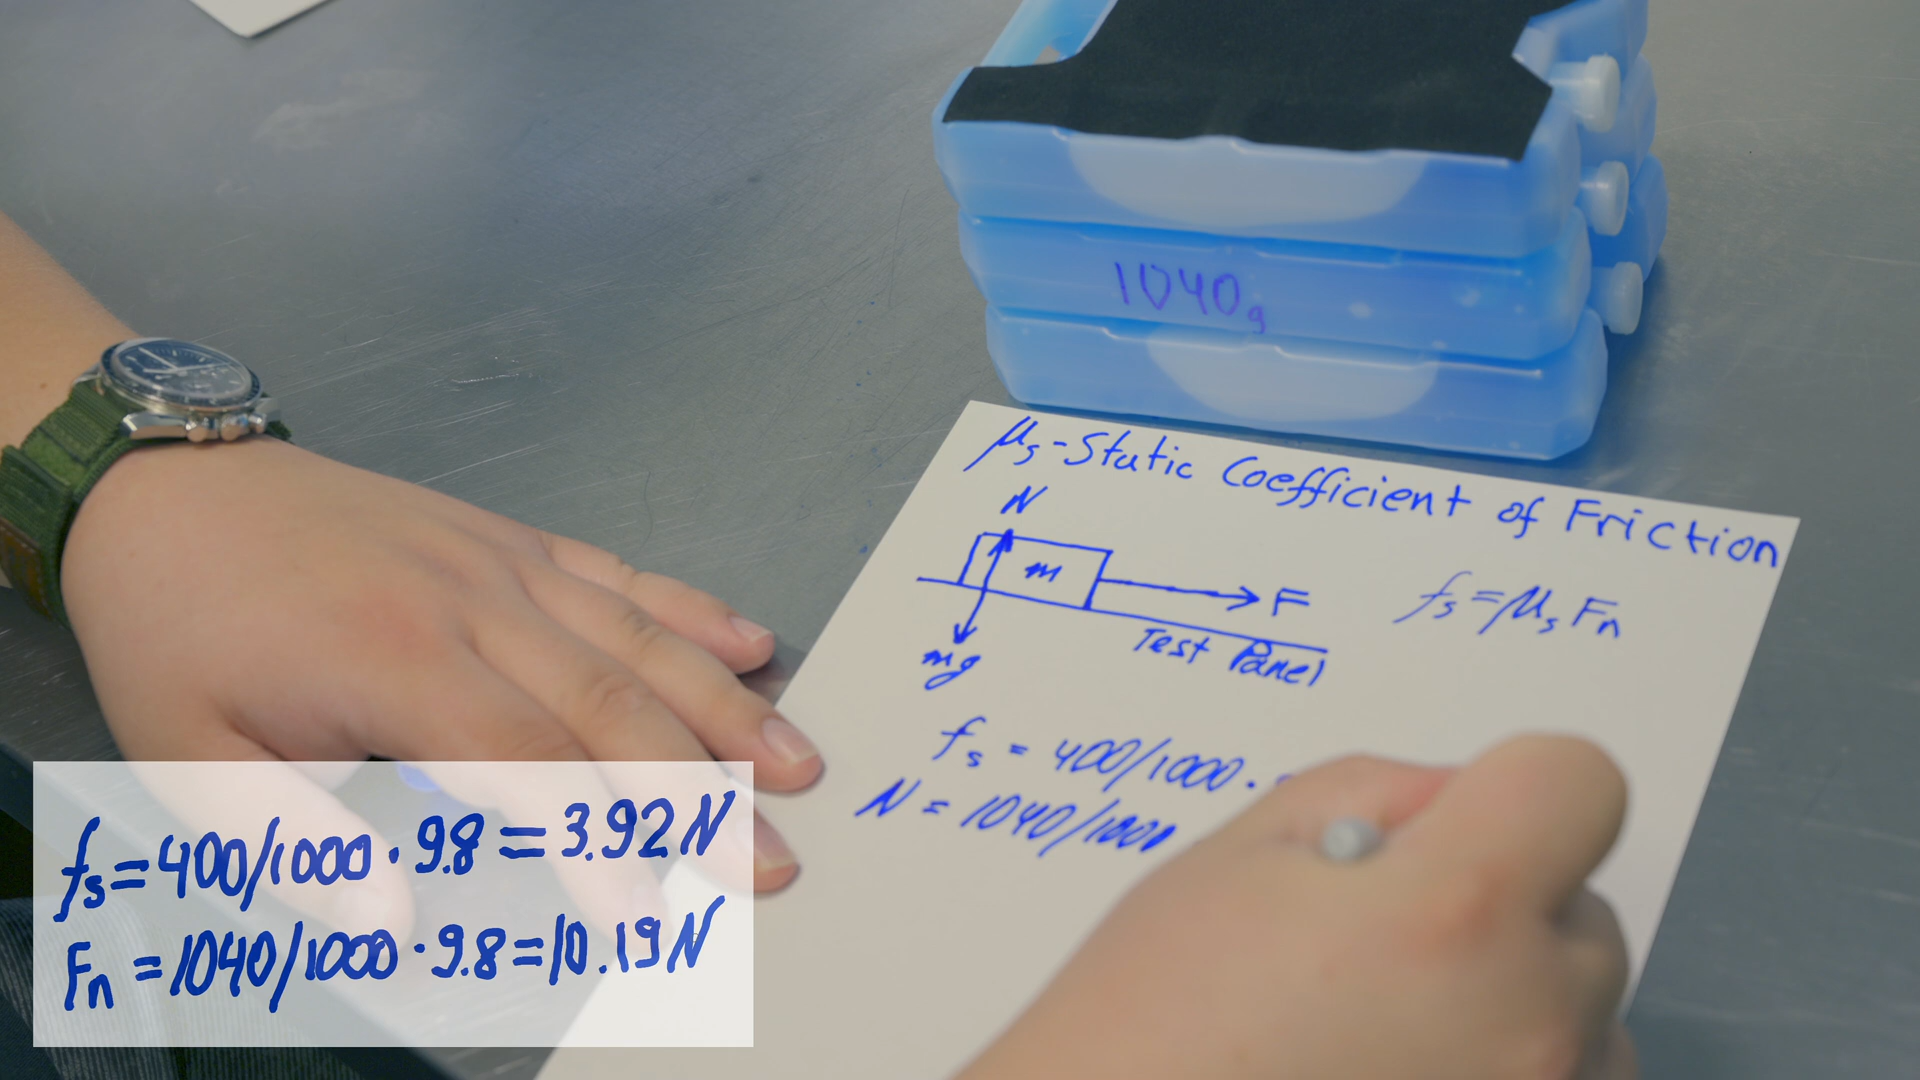 1040g
μs-Static Coefficient of Friction
N
m
F
fs=μsFn
mg
Test Panel
fs = 400/1000 ·
N = 1040/1000
fs=400/1000·9.8=3.92N
Fn=1040/1000·9.8=10.19N